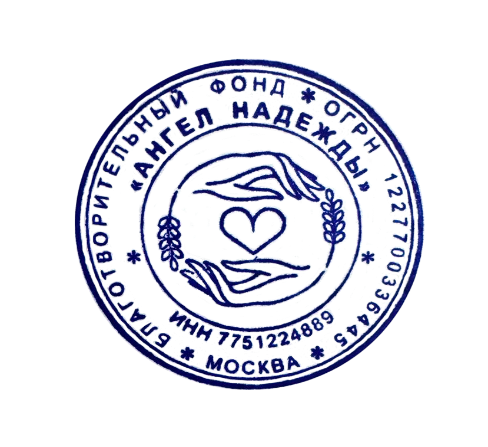 БЛАГОТВОРИТЕЛЬНЫЙ ФОНД * ОГРН 1227700336445 * МОСКВА *
«АНГЕЛ НАДЕЖДЫ»
* ИНН 7751224889 *